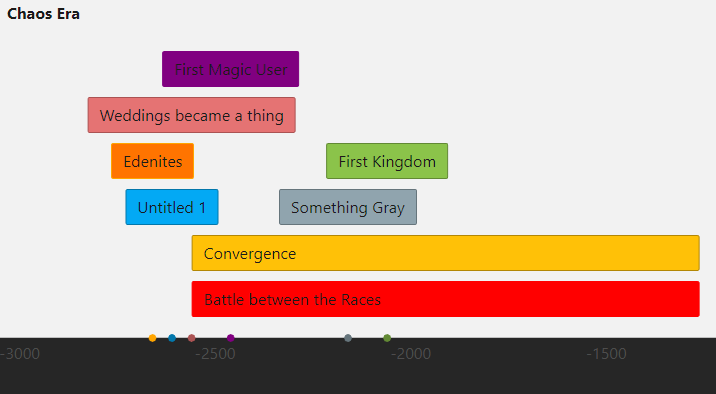 Chaos Era
First Magic User
Weddings became a thing
Edenites
First Kingdom
Untitled 1
Something Gray
Convergence
Battle between the Races
-3000
-2500
-2000
-1500